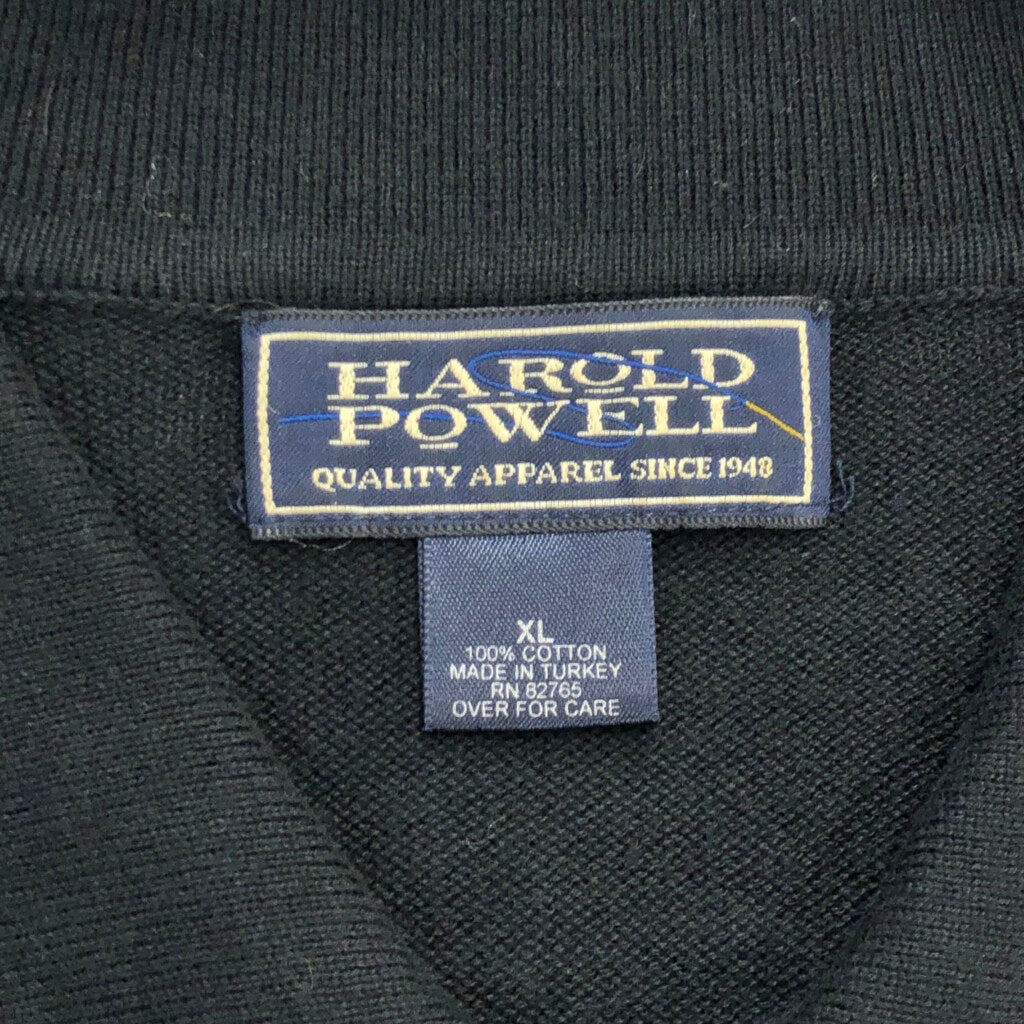 HAROLD
POWELL
QUALITY APPAREL SINCE 1948
XL
100% COTTON
MADE IN TURKEY
RN 82765
OVER FOR CARE